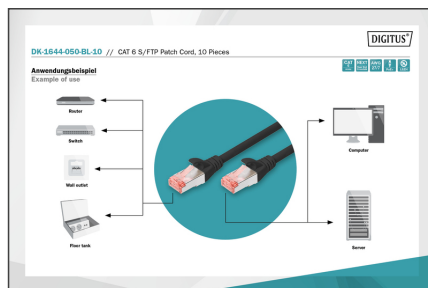 DIGITUS®
DK-1644-050-BL-10 // CAT 6 S/FTP Patch Cord, 10 Pieces
Anwendungsbeispiel
Example of use
Router
Switch
Wall outlet
Floor tank
Computer
Server